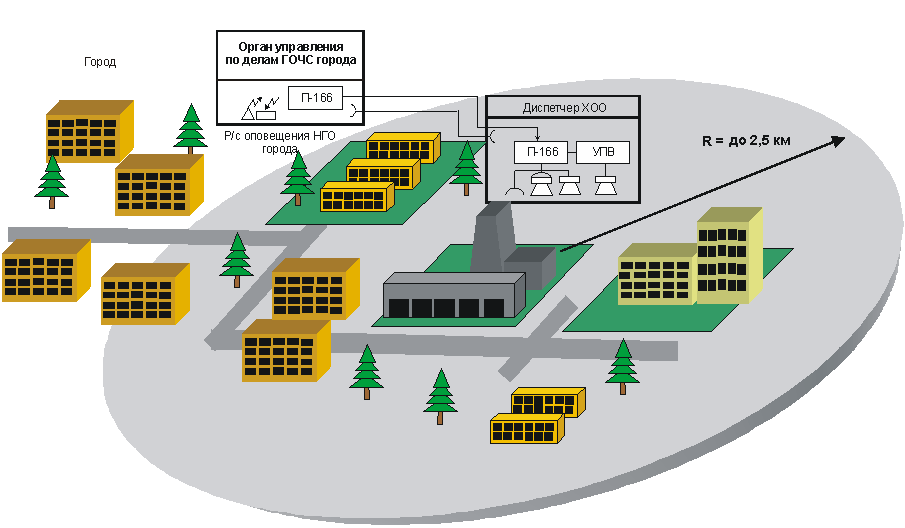 Город
Орган управления
по делам ГОЧС города
П-166
Р/с оповещения НГО
города
Диспетчер ХОО
П-166
УПВ
R = до 2,5 км